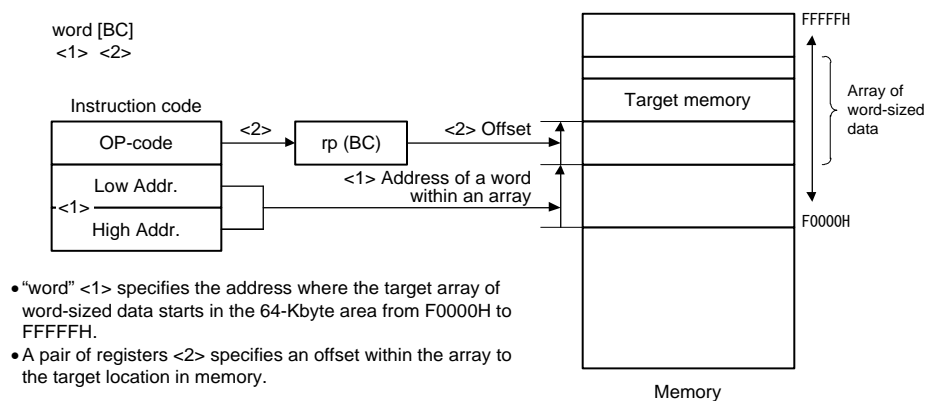 word [BC]
<1> <2>
Instruction code
OP-code
Low Addr.
<1>
High Addr.
<2>
rp (BC)
<2> Offset
<1> Address of a word
within an array
FFFFFH
Target memory
Array of
word-sized
data
F0000H
Memory
• “word” <1> specifies the address where the target array of
word-sized data starts in the 64-Kbyte area from F0000H to
FFFFFH.
• A pair of registers <2> specifies an offset within the array to
the target location in memory.